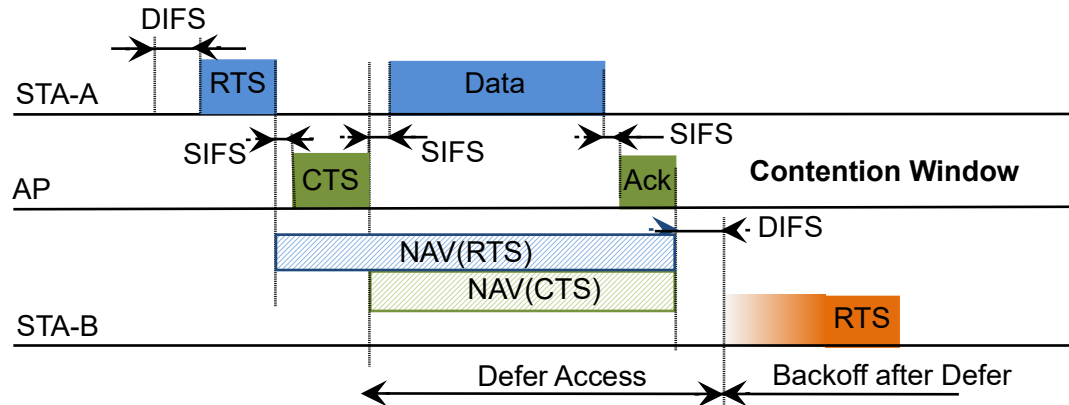 DIFS
STA-A
RTS
Data
SIFS
SIFS
SIFS
AP
CTS
Ack
Contention Window
NAV(RTS)
DIFS
NAV(CTS)
STA-B
RTS
Defer Access
Backoff after Defer